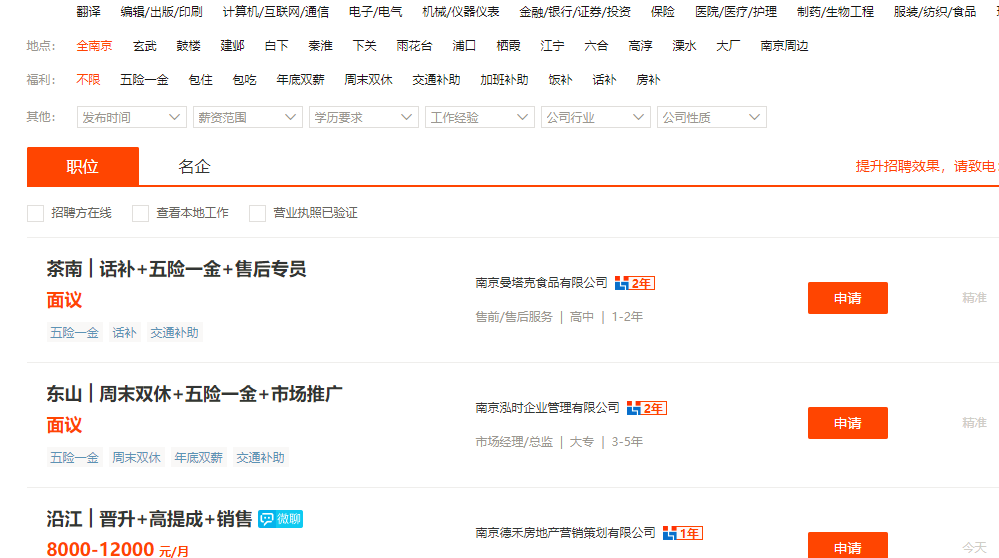 翻译 编辑/出版/印刷 计算机/互联网/通信 电子/电气 机械/仪器仪表 金融/银行/证券/投资 保险 医院/医疗/护理 制药/生物工程 服装/纺织/食品
地点: 全南京 玄武 鼓楼 建邺 白下 秦淮 下关 雨花台 浦口 栖霞 江宁 六合 高淳 溧水 大厂 南京周边
福利: 不限 五险一金 包住 包吃 年底双薪 周末双休 交通补助 加班补助 饭补 话补 房补
其他: 发布时间 薪资范围 学历要求 工作经验 公司行业 公司性质
职位 名企 提升招聘效果，请致电:
招聘方在线 查看本地工作 营业执照已验证
茶南 | 话补+五险一金+售后专员
南京曼塔克食品有限公司 2年
面议
申请 精准
售前/售后服务 | 高中 | 1-2年
五险一金 话补 交通补助
东山 | 周末双休+五险一金+市场推广
南京泓时企业管理有限公司 2年
面议
申请 精准
市场经理/总监 | 大专 | 3-5年
五险一金 周末双休 年底双薪 交通补助
沿江 | 晋升+高提成+销售 微聊
南京德禾房地产营销策划有限公司 1年
8000-12000 元/月
申请 今天